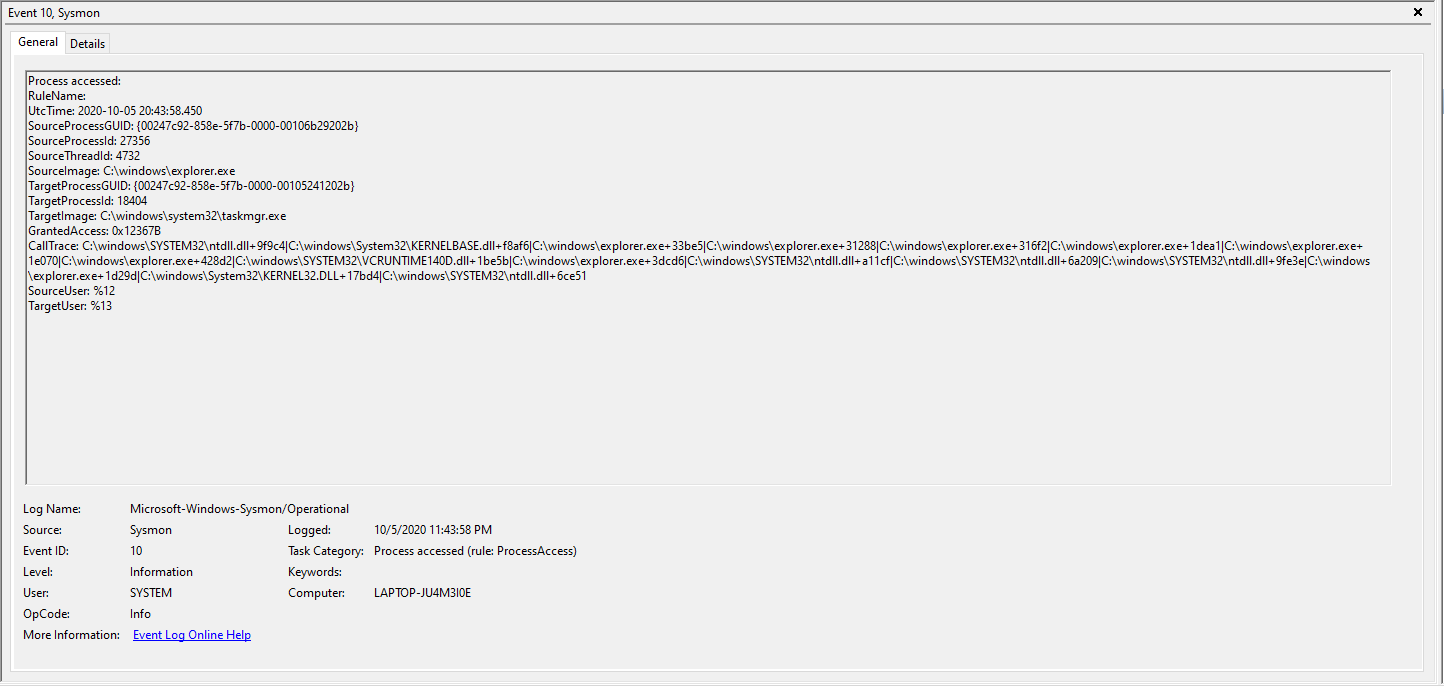 Event 10, Sysmon
General Details
Process accessed:
RuleName:
UtcTime: 2020-10-05 20:43:58.450
SourceProcessGUID: {00247c92-858e-5f7b-0000-00106b29202b}
SourceProcessId: 27356
SourceThreadId: 4732
SourceImage: C:\windows\explorer.exe
TargetProcessGUID: {00247c92-858e-5f7b-0000-00105241202b}
TargetProcessId: 18404
TargetImage: C:\windows\system32\taskmgr.exe
GrantedAccess: 0x12367B
CallTrace: C:\windows\SYSTEM32\ntdll.dll+9f9c4|C:\windows\System32\KERNELBASE.dll+f8af6|C:\windows\explorer.exe+33be5|C:\windows\explorer.exe+31288|C:\windows\explorer.exe+316f2|C:\windows\explorer.exe+1dea1|C:\windows\explorer.exe+
1e070|C:\windows\explorer.exe+428d2|C:\windows\SYSTEM32\VCRUNTIME140D.dll+1be5b|C:\windows\explorer.exe+3dcd6|C:\windows\SYSTEM32\ntdll.dll+a11cf|C:\windows\SYSTEM32\ntdll.dll+6a209|C:\windows\SYSTEM32\ntdll.dll+9fe3e|C:\windows
\explorer.exe+1d29d|C:\windows\System32\KERNEL32.DLL+17bd4|C:\windows\SYSTEM32\ntdll.dll+6ce51
SourceUser: %12
TargetUser: %13
Log Name: Microsoft-Windows-Sysmon/Operational
Source: Sysmon Logged: 10/5/2020 11:43:58 PM
Event ID: 10 Task Category: Process accessed (rule: ProcessAccess)
Level: Information Keywords:
User: SYSTEM Computer: LAPTOP-JU4M3I0E
OpCode: Info
More Information: Event Log Online Help